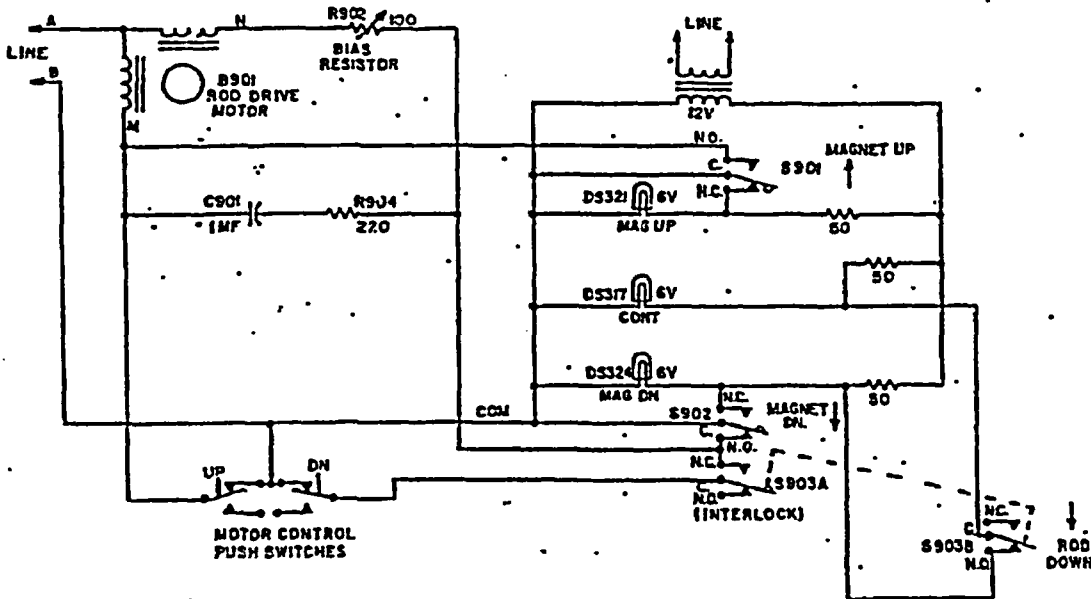 A
LINE
B
N
R902
100
BIAS
RESISTOR
B901
ROD DRIVE
MOTOR
M
LINE
12V
N.O.
C.
N.C.
S901
MAGNET UP
C901
1MF
R904
220
DS321
6V
MAG UP
50
50
DS317
6V
CONT
DS324
6V
MAG DN
50
COM
N.C.
S902
C.
N.O.
MAGNET
DN.
N.C.
C.
N.O.
S903A
(INTERLOCK)
UP
DN
MOTOR CONTROL
PUSH SWITCHES
N.C.
C.
S903B
N.O.
ROD
DOWN